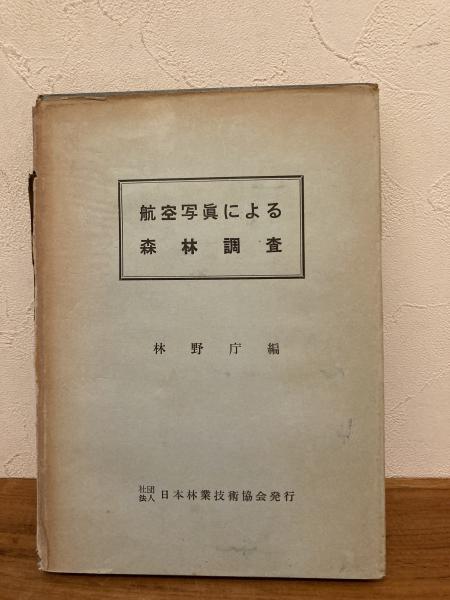 航空写眞による
森林調査
林野庁編
社団法人 日本林業技術協会発行